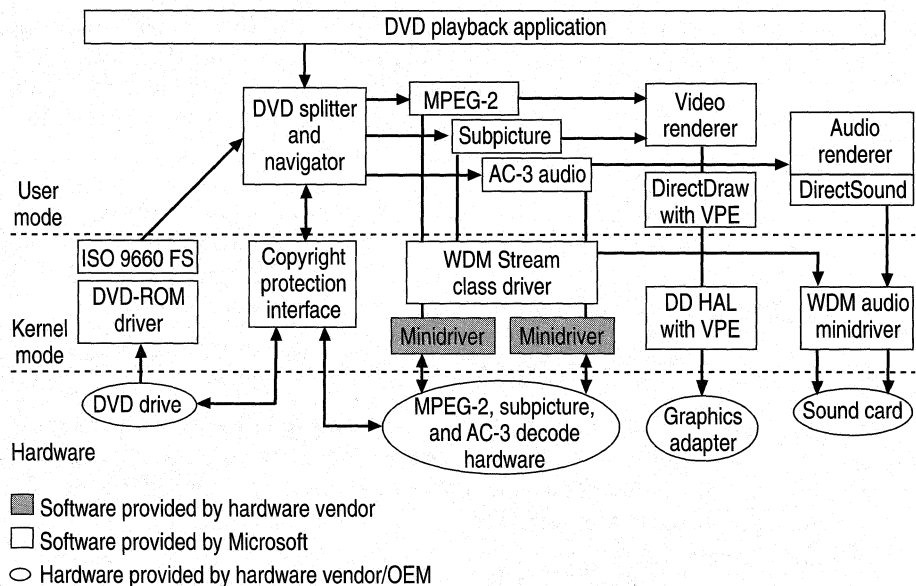 DVD playback application
DVD splitter
and
navigator
MPEG-2
Subpicture
AC-3 audio
Video
renderer
DirectDraw
with VPE
Audio
renderer
DirectSound
User
mode
ISO 9660 FS
DVD-ROM
driver
Copyright
protection
interface
WDM Stream
class driver
Minidriver
Minidriver
DD HAL
with VPE
WDM audio
minidriver
Kernel
mode
DVD drive
MPEG-2, subpicture,
and AC-3 decode
hardware
Graphics
adapter
Sound card
Hardware
Software provided by hardware vendor
Software provided by Microsoft
Hardware provided by hardware vendor/OEM